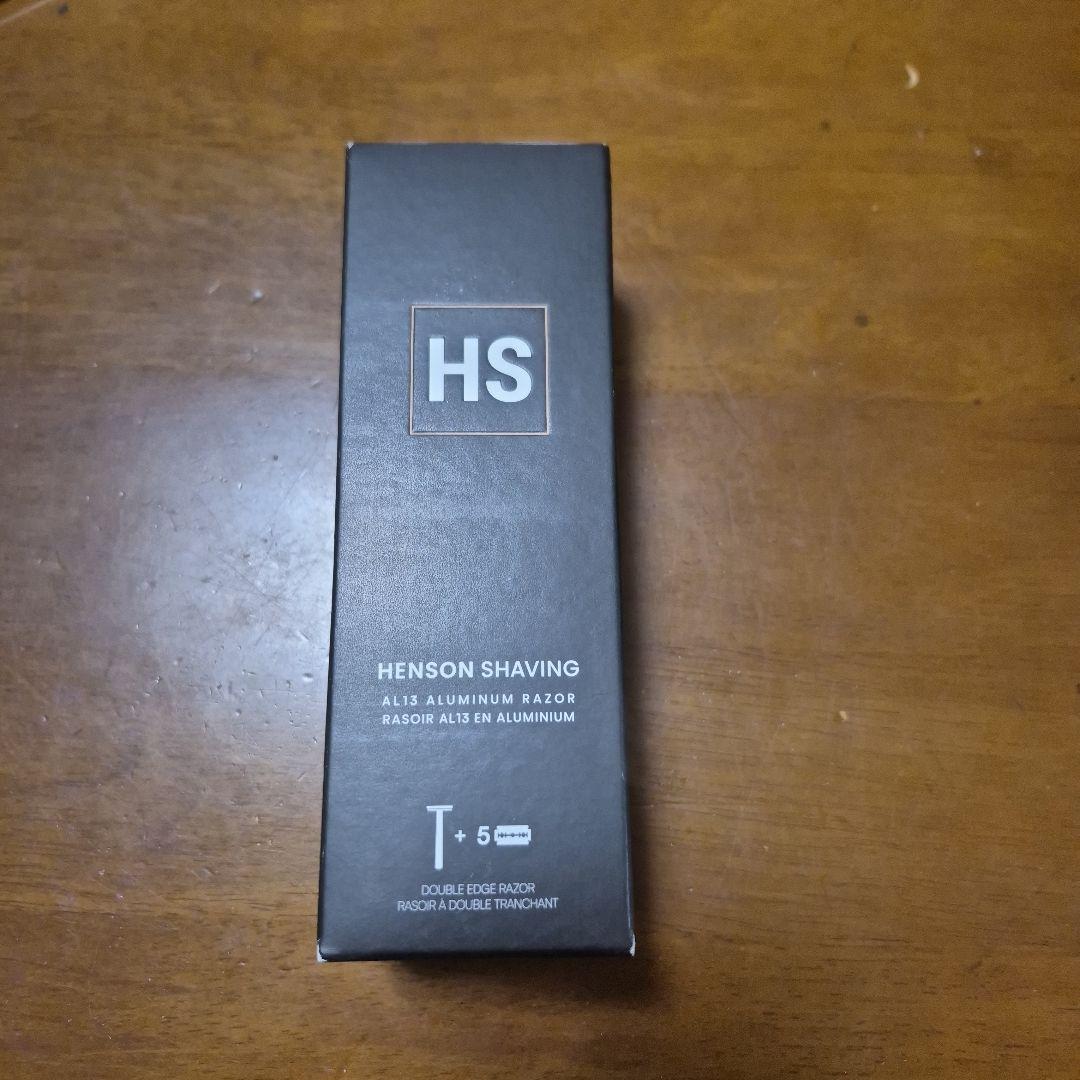 HS
HENSON SHAVING
AL13 ALUMINUM RAZOR
RASOIR AL13 EN ALUMINIUM
+ 5
DOUBLE EDGE RAZOR
RASOIR À DOUBLE TRANCHANT